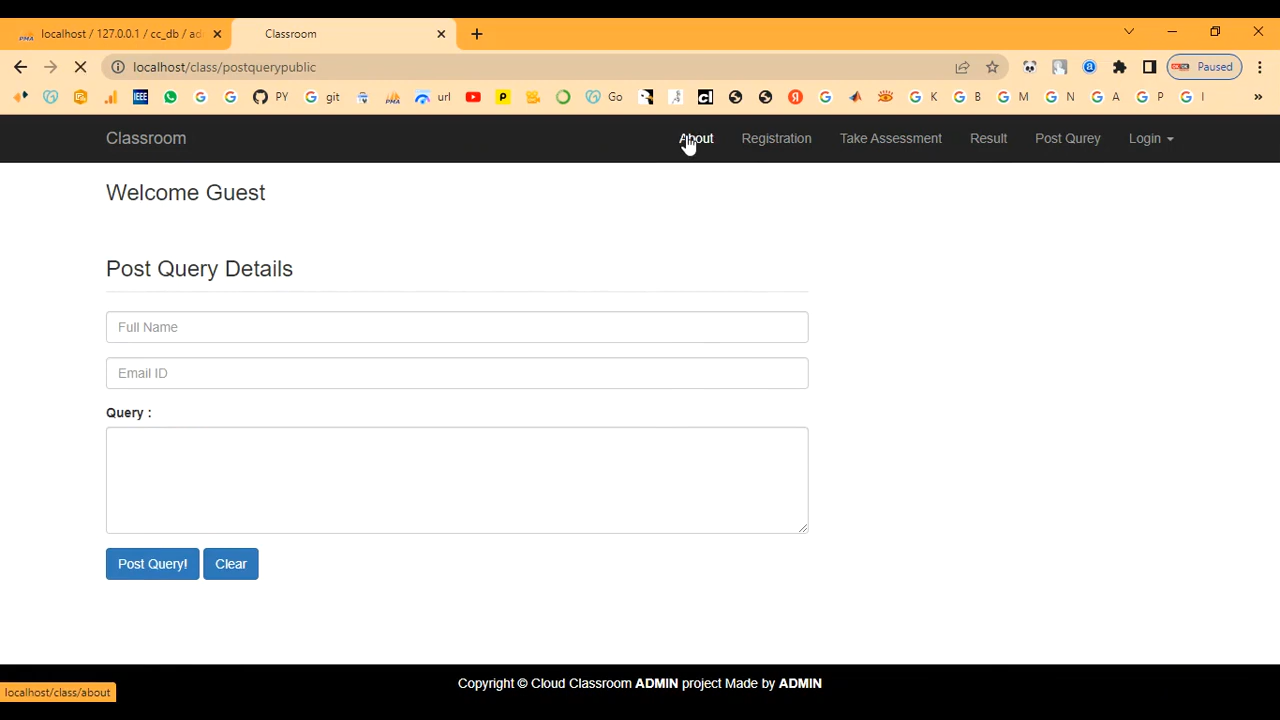 localhost / 127.0.0.1 / cc_db / ad
Classroom
localhost/class/postquerypublic
Paused
IEEE
PY
git
url
Go
K
B
M
N
A
P
I
Classroom
About
Registration
Take Assessment
Result
Post Qurey
Login
Welcome Guest
Post Query Details
Full Name
Email ID
Query :
Post Query!
Clear
Copyright © Cloud Classroom ADMIN project Made by ADMIN
localhost/class/about